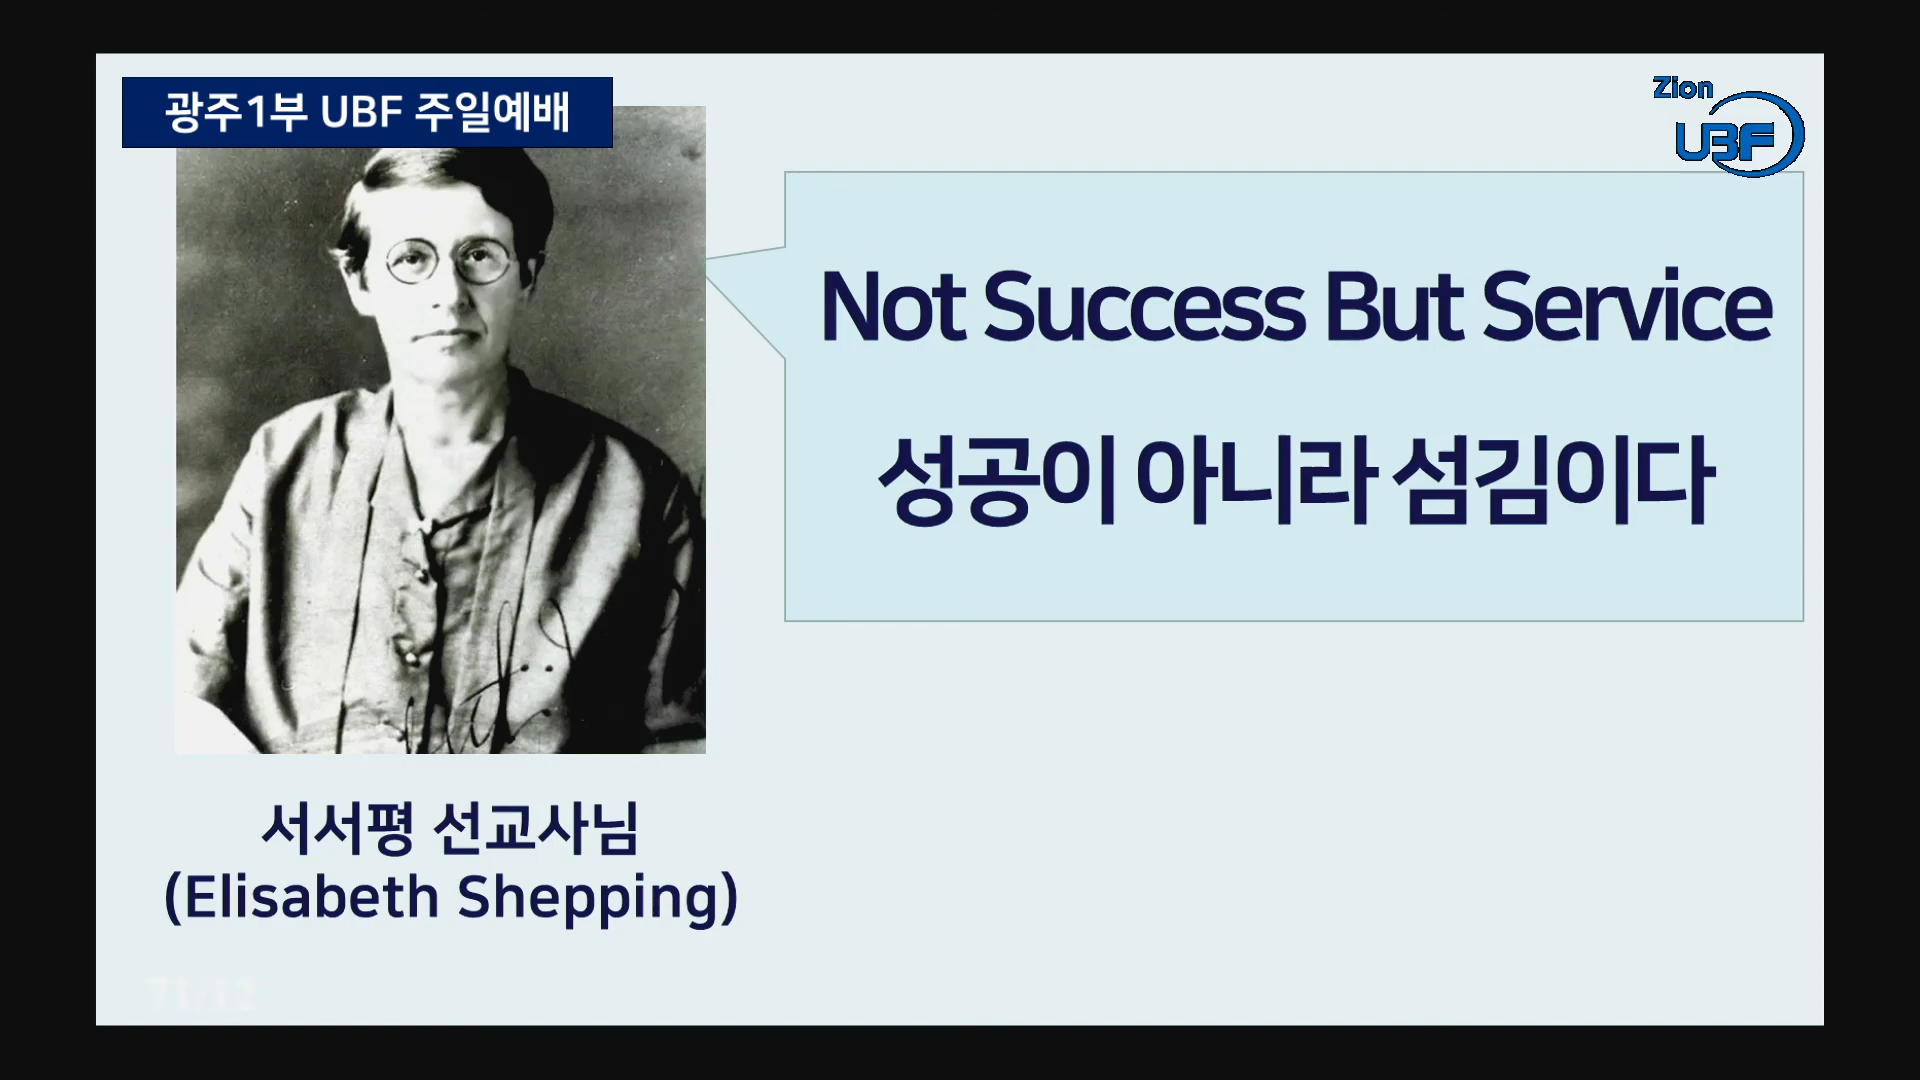 광주1부 UBF 주일예배
Zion
UBF
Not Success But Service
성공이 아니라 섬김이다
서서평 선교사님
(Elisabeth Shepping)